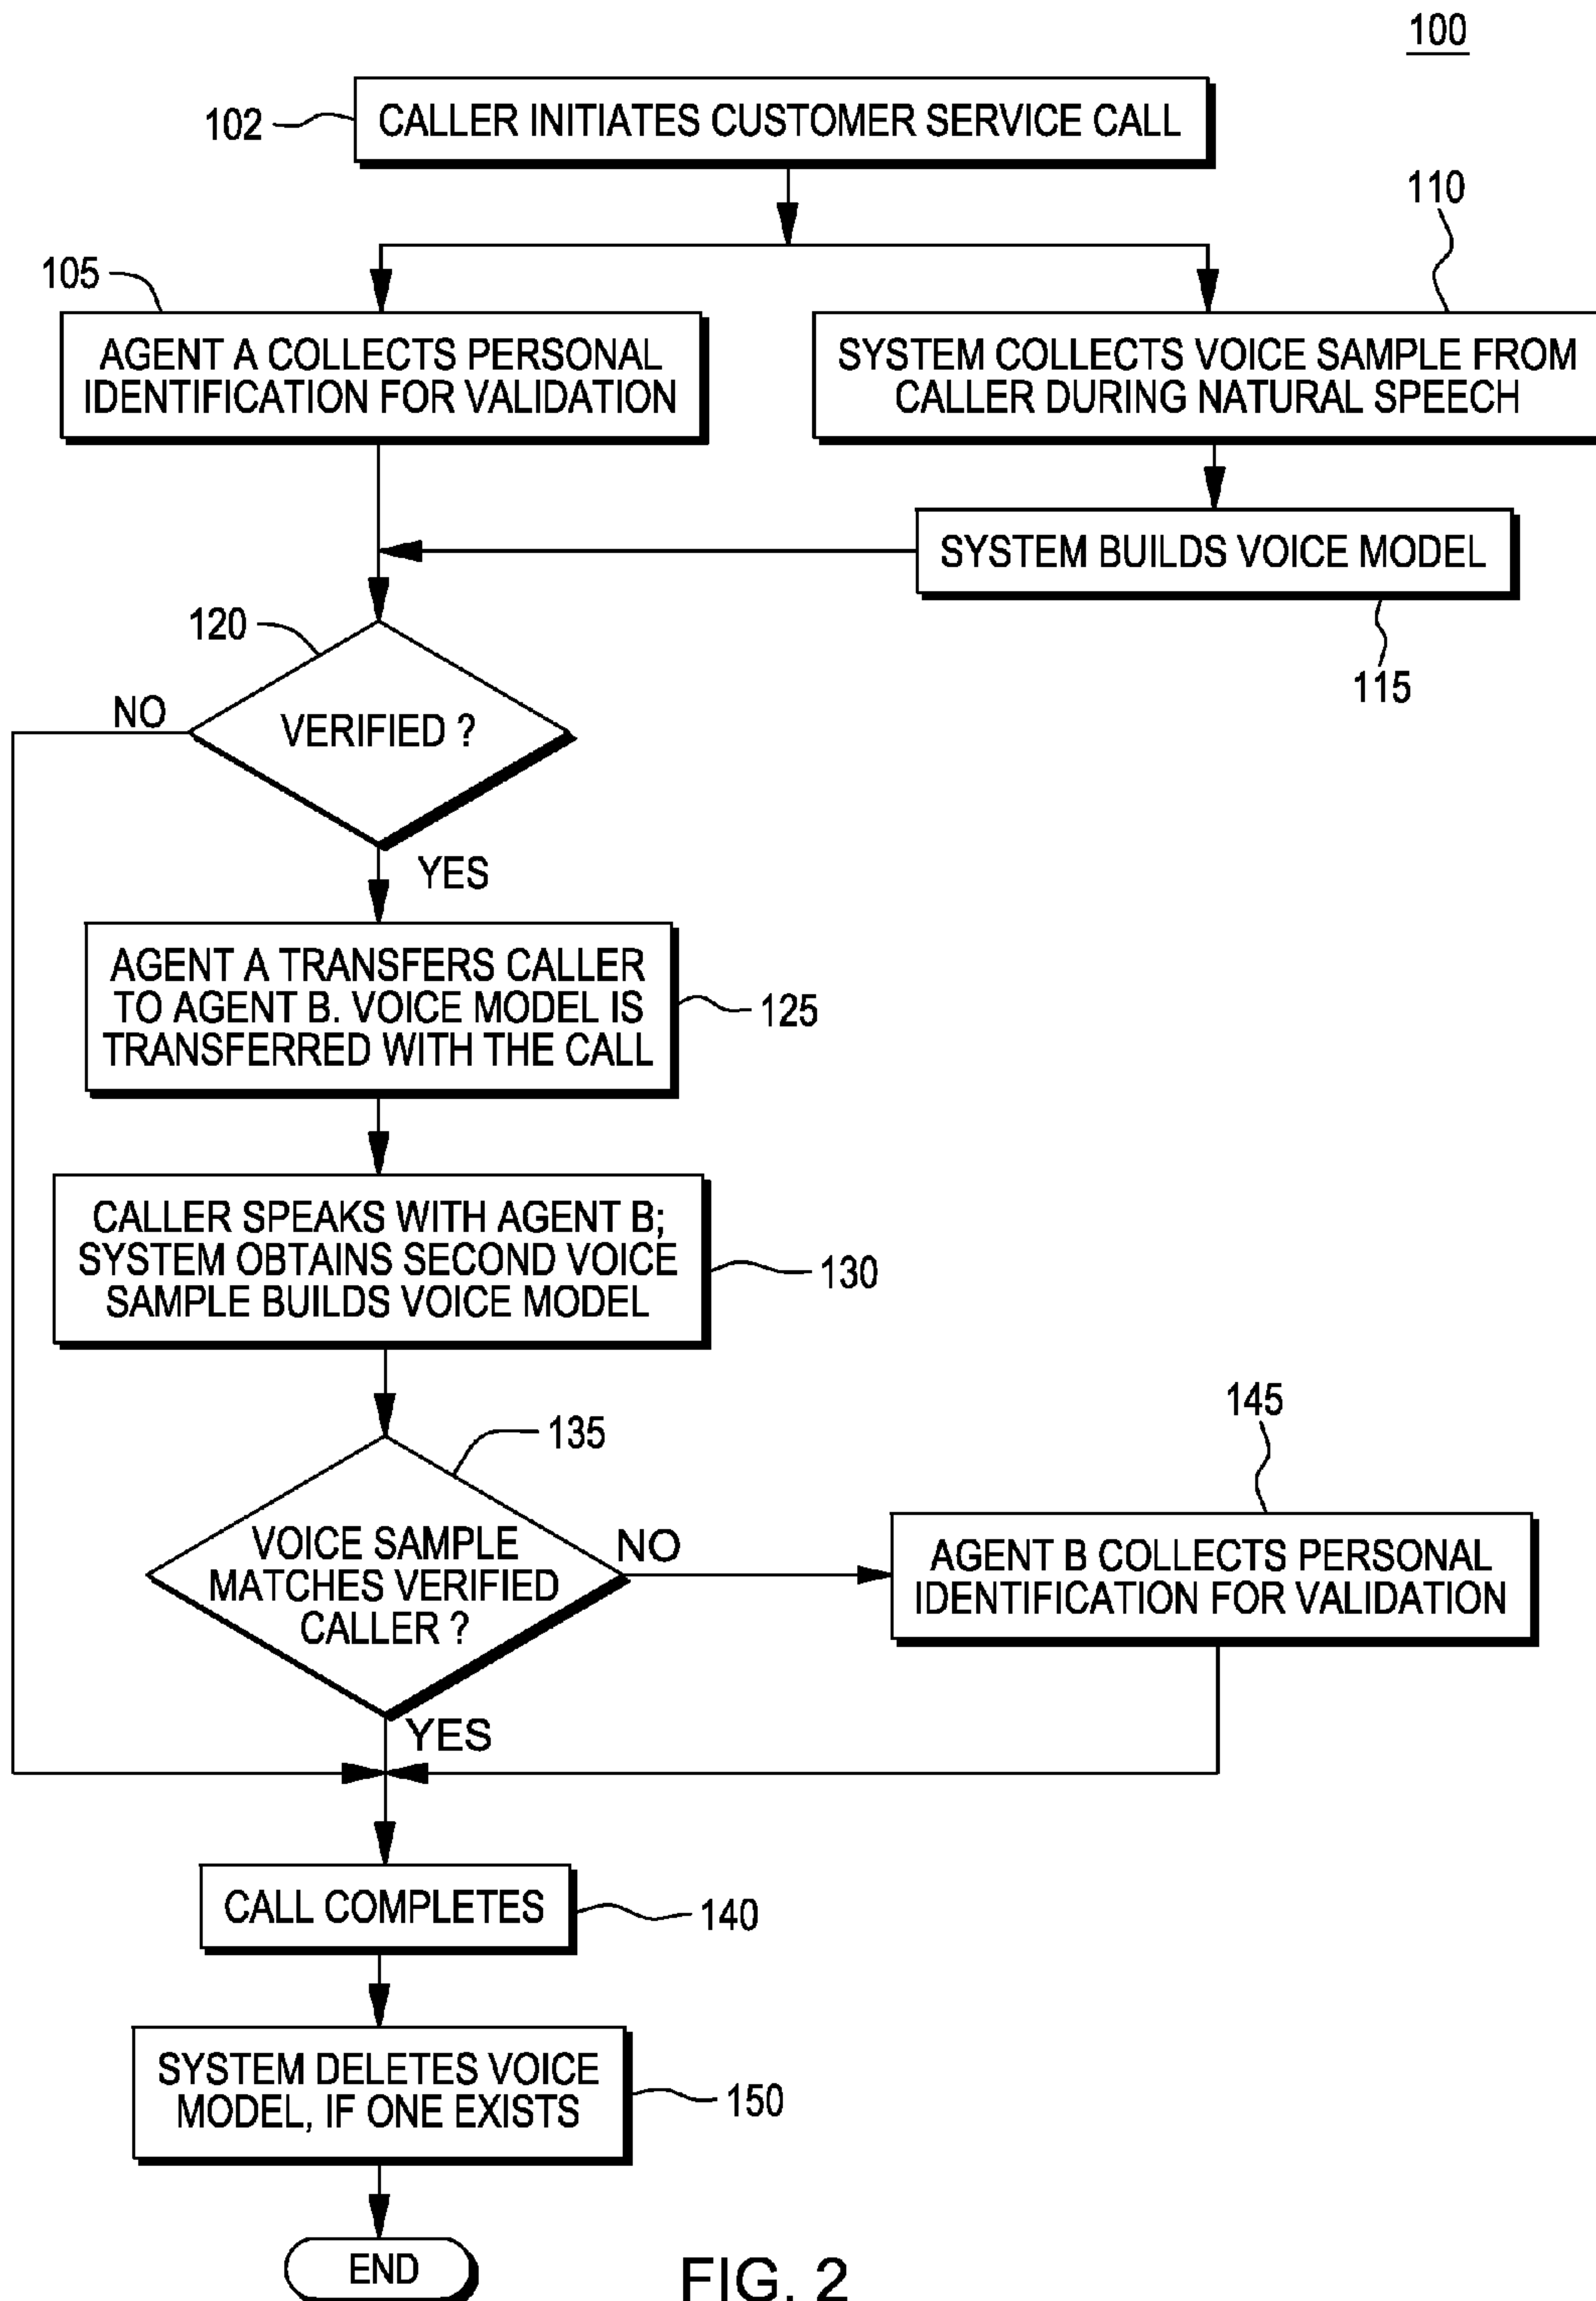 100
102
CALLER INITIATES CUSTOMER SERVICE CALL
110
105
AGENT A COLLECTS PERSONAL
IDENTIFICATION FOR VALIDATION
SYSTEM COLLECTS VOICE SAMPLE FROM
CALLER DURING NATURAL SPEECH
SYSTEM BUILDS VOICE MODEL
115
120
NO
VERIFIED ?
YES
AGENT A TRANSFERS CALLER
TO AGENT B. VOICE MODEL IS
TRANSFERRED WITH THE CALL
125
CALLER SPEAKS WITH AGENT B;
SYSTEM OBTAINS SECOND VOICE
SAMPLE BUILDS VOICE MODEL
130
135
VOICE SAMPLE
MATCHES VERIFIED
CALLER ?
NO
145
AGENT B COLLECTS PERSONAL
IDENTIFICATION FOR VALIDATION
YES
CALL COMPLETES
140
SYSTEM DELETES VOICE
MODEL, IF ONE EXISTS
150
END
FIG. 2